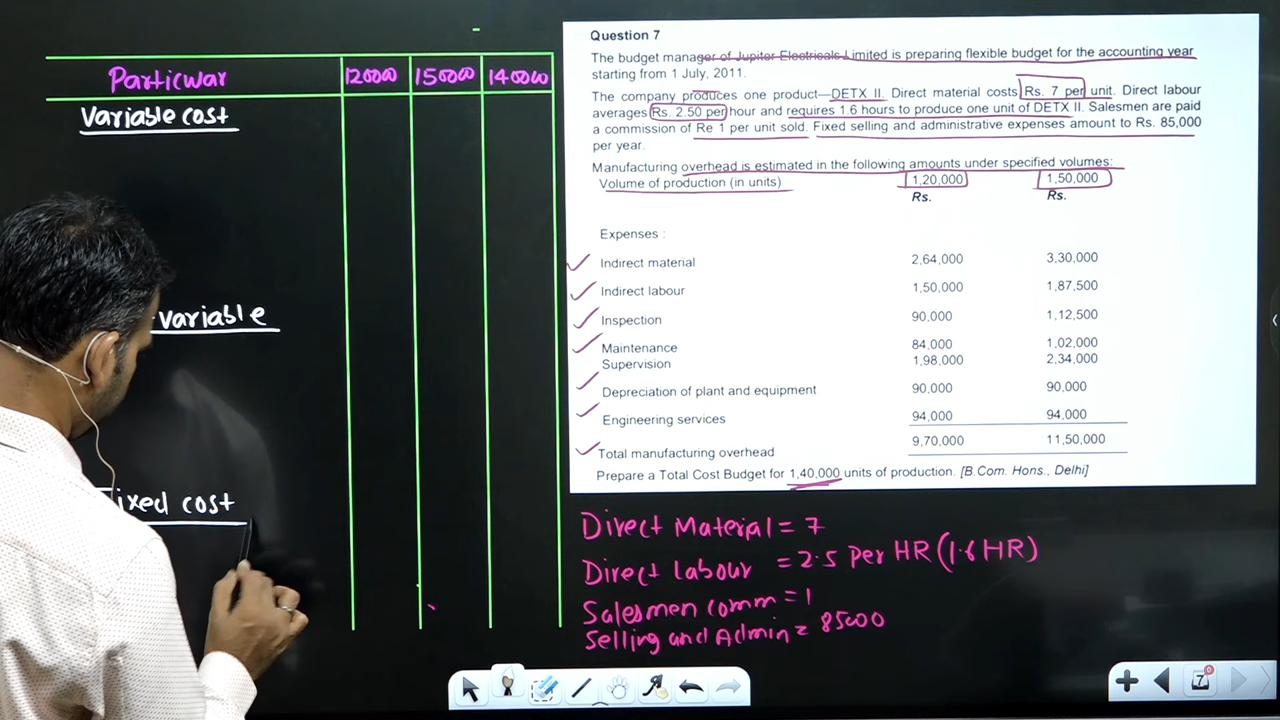 Particular 120000 150000 140000
Variable cost
variable
Fixed cost
Question 7
The budget manager of Jupiter Electricals Limited is preparing flexible budget for the accounting year
starting from 1 July, 2011.
The company produces one product—DETX II. Direct material costs Rs. 7 per unit. Direct labour
averages Rs. 2.50 per hour and requires 1.6 hours to produce one unit of DETX II. Salesmen are paid
a commission of Re 1 per unit sold. Fixed selling and administrative expenses amount to Rs. 85,000
per year.
Manufacturing overhead is estimated in the following amounts under specified volumes:
Volume of production (in units) 1,20,000 1,50,000
Rs. Rs.
Expenses :
Indirect material 2,64,000 3,30,000
Indirect labour 1,50,000 1,87,500
Inspection 90,000 1,12,500
Maintenance 84,000 1,02,000
Supervision 1,98,000 2,34,000
Depreciation of plant and equipment 90,000 90,000
Engineering services 94,000 94,000
Total manufacturing overhead 9,70,000 11,50,000
Prepare a Total Cost Budget for 1,40,000 units of production. [B.Com. Hons., Delhi]
Direct Material = 7
Direct Labour = 2.5 Per HR (1.6 HR)
Salesmen comm = 1
Selling and Admin = 85000
7 0